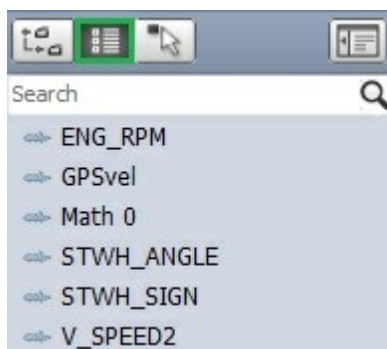 Search
ENG_RPM
GPSvel
Math 0
STWH_ANGLE
STWH_SIGN
V_SPEED2